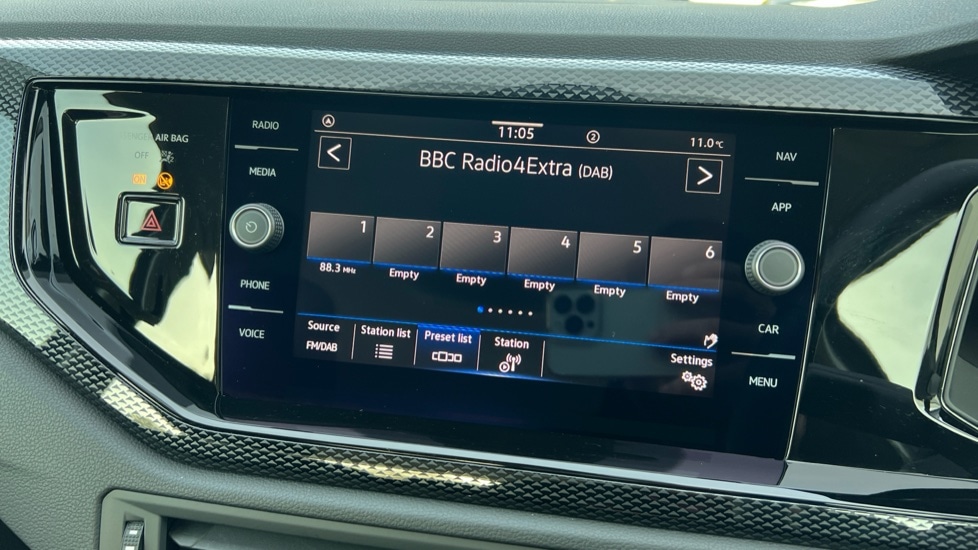 AIR BAG
OFF
ON
RADIO
MEDIA
PHONE
VOICE
11:05
2
11.0°C
< BBC Radio4Extra (DAB) >
1 2 3 4 5 6
88.3 MHz Empty Empty Empty Empty Empty
Source Station list Preset list Station Settings
FM/DAB
NAV
APP
CAR
MENU